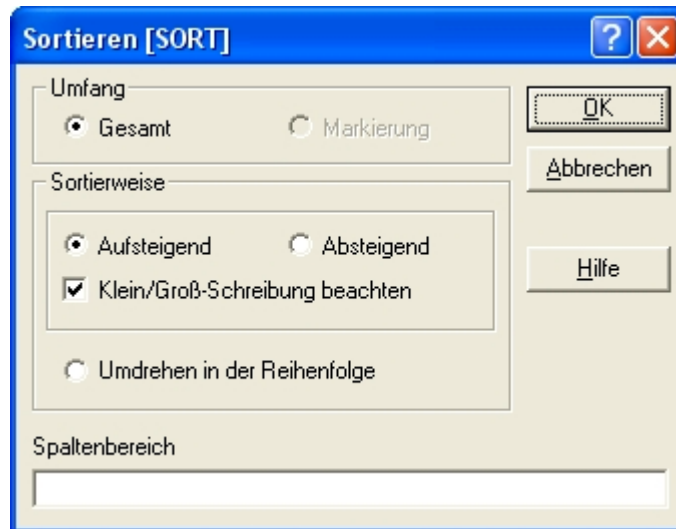 Sortieren [SORT]
Umfang
Gesamt
Markierung
OK
Abbrechen
Sortierweise
Aufsteigend
Absteigend
Klein/Groß-Schreibung beachten
Hilfe
Umdrehen in der Reihenfolge
Spaltenbereich